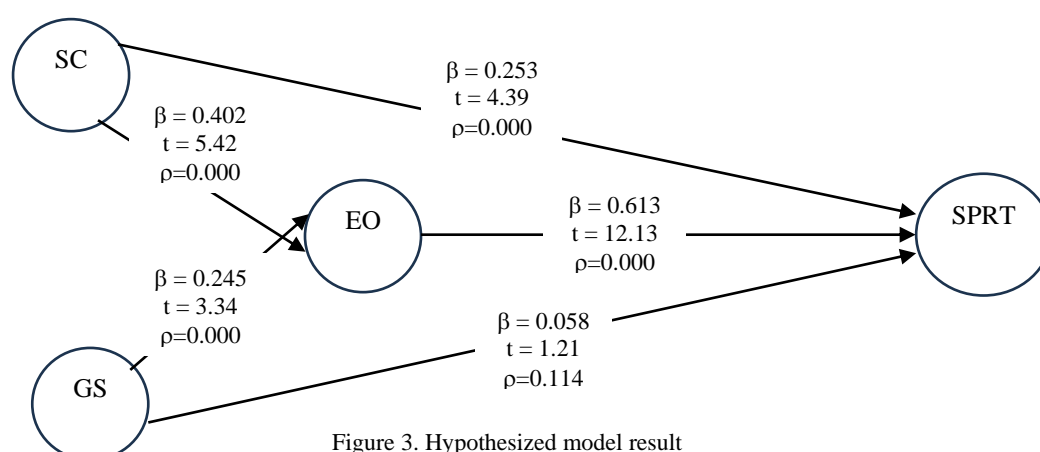 SC
β = 0.253
t = 4.39
ρ=0.000
β = 0.402
t = 5.42
ρ=0.000
EO
β = 0.613
t = 12.13
ρ=0.000
SPRT
β = 0.245
t = 3.34
ρ=0.000
β = 0.058
t = 1.21
ρ=0.114
GS
Figure 3. Hypothesized model result